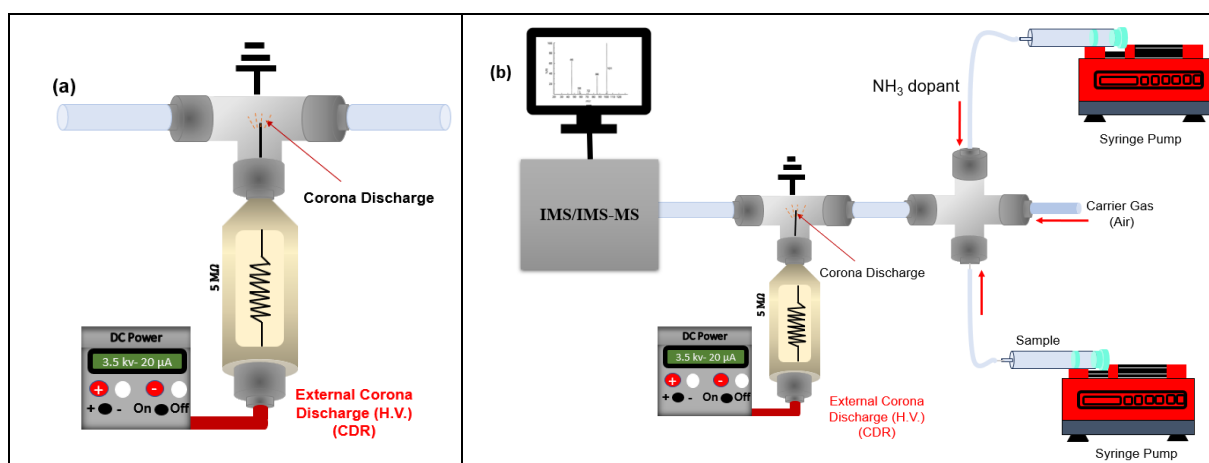 (a)
Corona Discharge
5 MΩ
DC Power
3.5 kv- 20 µA
+
-
+ - On Off
External Corona
Discharge (H.V.)
(CDR)
(b)
NH3 dopant
Syringe Pump
IMS/IMS-MS
Carrier Gas
(Air)
Corona Discharge
5 MΩ
Sample
DC Power
3.5 kv- 20 µA
+
-
+ - On Off
External Corona
Discharge (H.V.)
(CDR)
Syringe Pump